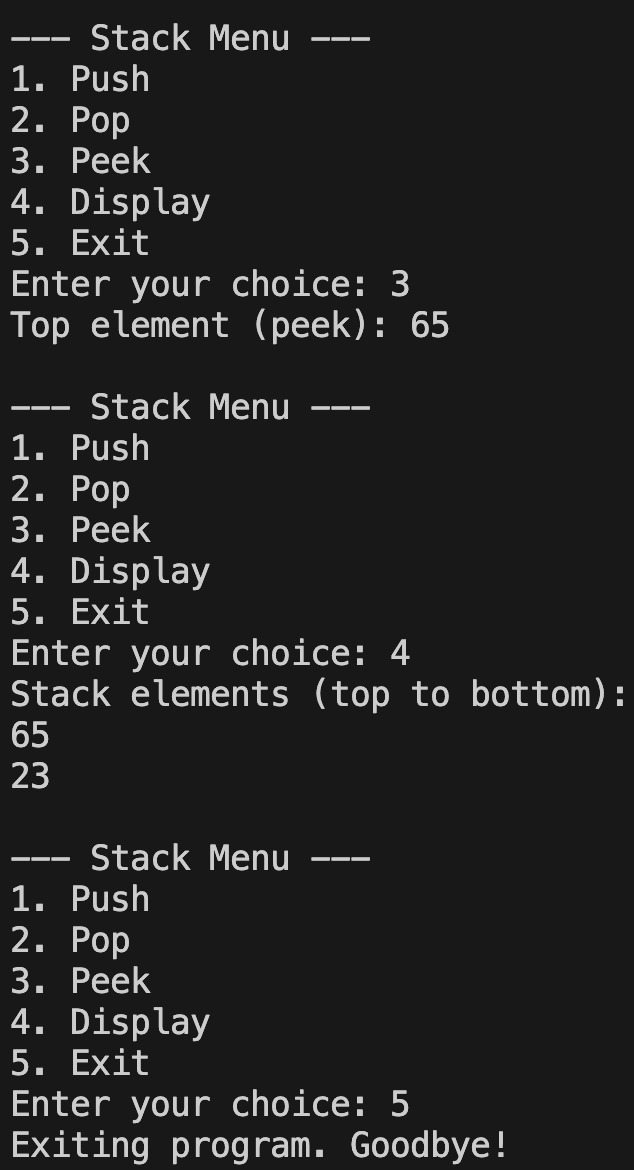 --- Stack Menu ---
1. Push
2. Pop
3. Peek
4. Display
5. Exit
Enter your choice: 3
Top element (peek): 65

--- Stack Menu ---
1. Push
2. Pop
3. Peek
4. Display
5. Exit
Enter your choice: 4
Stack elements (top to bottom):
65
23

--- Stack Menu ---
1. Push
2. Pop
3. Peek
4. Display
5. Exit
Enter your choice: 5
Exiting program. Goodbye!